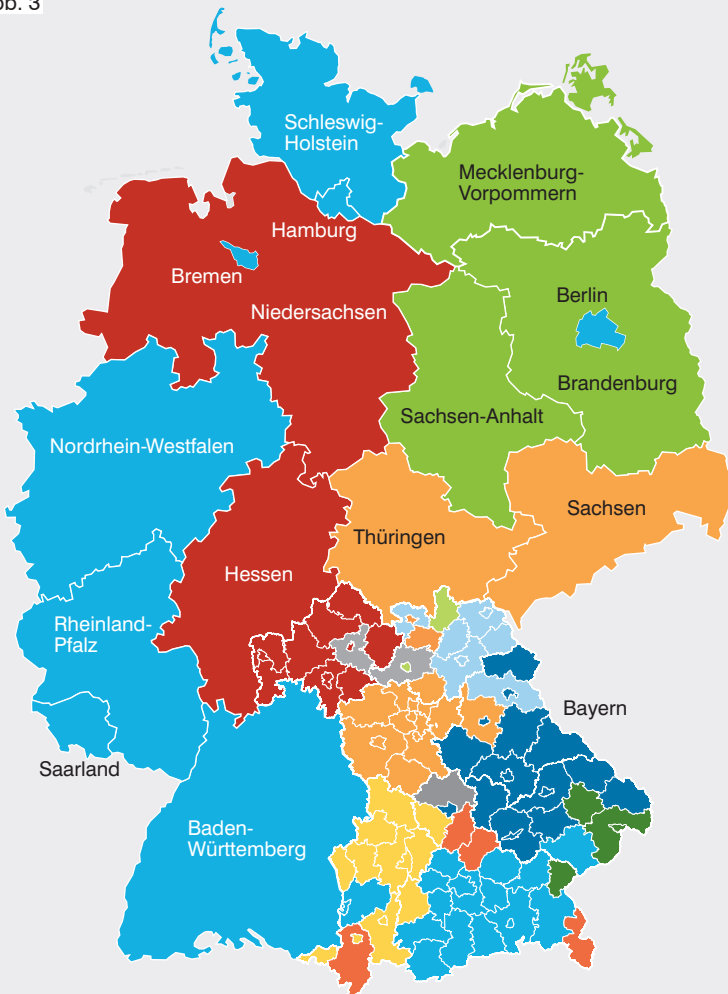 b. 3
Schleswig-
Holstein
Mecklenburg-
Vorpommern
Hamburg
Bremen
Niedersachsen
Berlin
Brandenburg
Sachsen-Anhalt
Nordrhein-Westfalen
Sachsen
Thüringen
Hessen
Rheinland-
Pfalz
Bayern
Saarland
Baden-
Württemberg